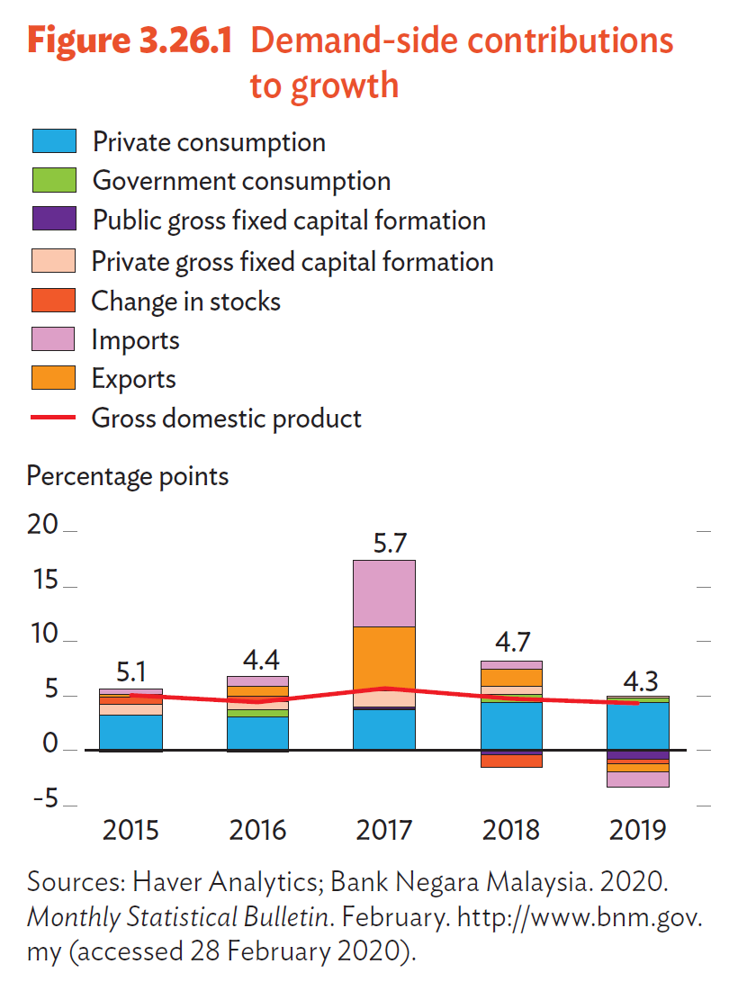 Figure 3.26.1 Demand-side contributions
to growth
Private consumption
Government consumption
Public gross fixed capital formation
Private gross fixed capital formation
Change in stocks
Imports
Exports
Gross domestic product
Percentage points
20
15
10
5
0
-5
5.1
4.4
5.7
4.7
4.3
2015 2016 2017 2018 2019
Sources: Haver Analytics; Bank Negara Malaysia. 2020.
Monthly Statistical Bulletin. February. http://www.bnm.gov.
my (accessed 28 February 2020).